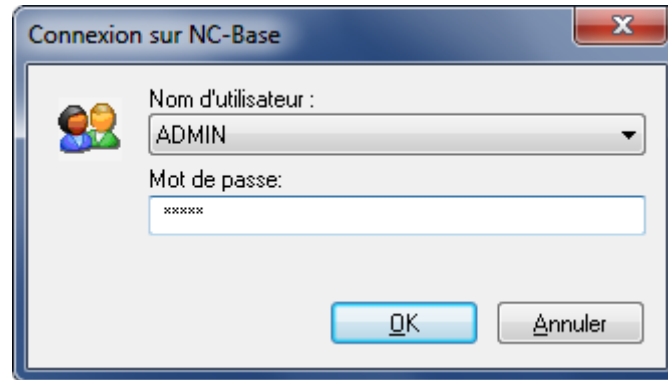 Connexion sur NC-Base
Nom d'utilisateur :
ADMIN
Mot de passe:
*****
OK
Annuler